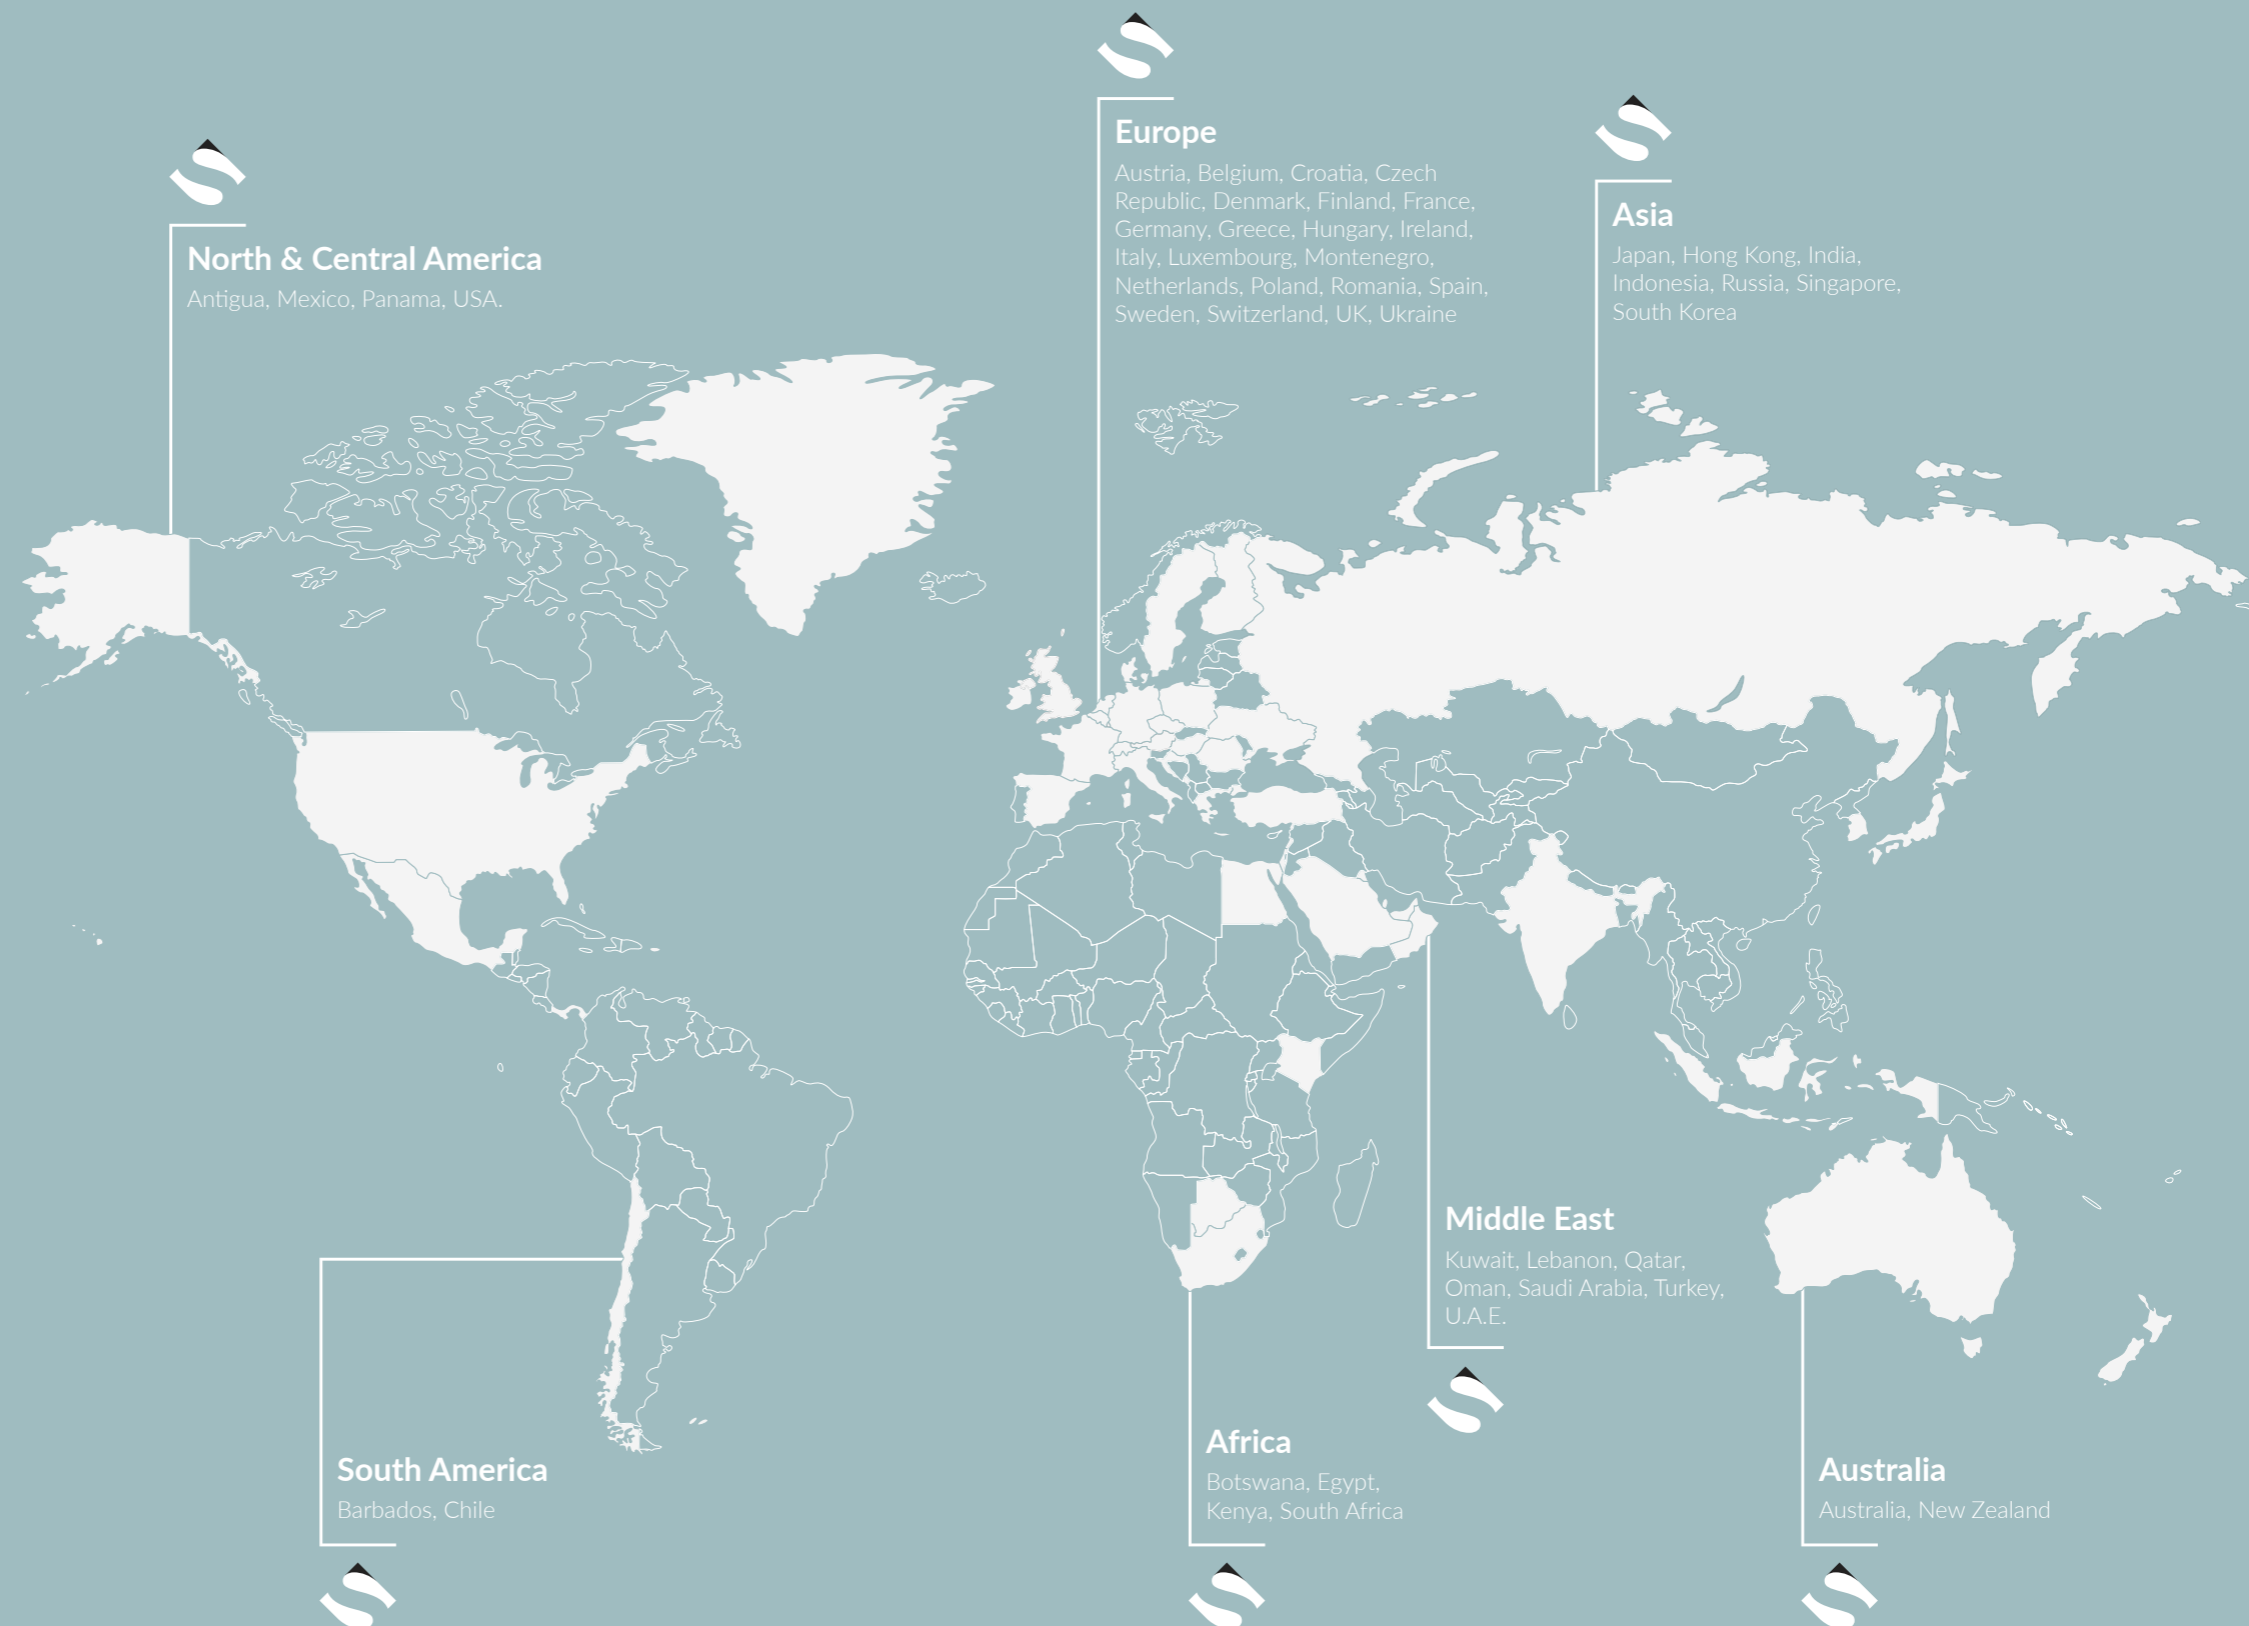 Europe
Austria, Belgium, Croatia, Czech
Republic, Denmark, Finland, France,
Germany, Greece, Hungary, Ireland,
Italy, Luxembourg, Montenegro,
Netherlands, Poland, Romania, Spain,
Sweden, Switzerland, UK, Ukraine
Asia
Japan, Hong Kong, India,
Indonesia, Russia, Singapore,
South Korea
North & Central America
Antigua, Mexico, Panama, USA.
Middle East
Kuwait, Lebanon, Qatar,
Oman, Saudi Arabia, Turkey,
U.A.E.
South America
Barbados, Chile
Africa
Botswana, Egypt,
Kenya, South Africa
Australia
Australia, New Zealand